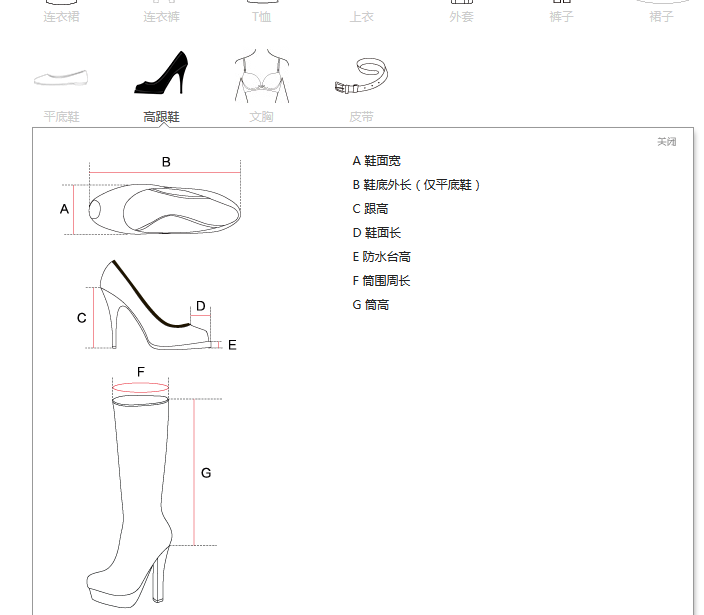 连衣裙 连衣裤 T恤 上衣 外套 裤子 裙子
平底鞋 高跟鞋 文胸 皮带
关闭
B
A
A 鞋面宽
B 鞋底外长（仅平底鞋）
C 跟高
D 鞋面长
E 防水台高
F 筒围周长
G 筒高
D
C
E
F
G